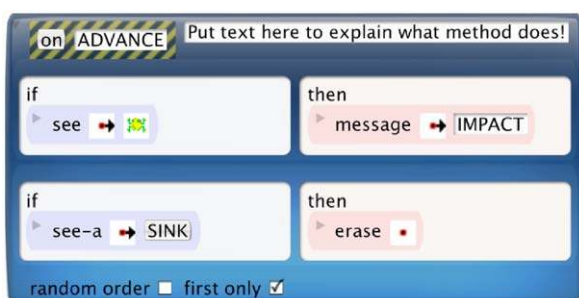 on ADVANCE Put text here to explain what method does!
if then
see message IMPACT
if then
see-a SINK erase
random order first only